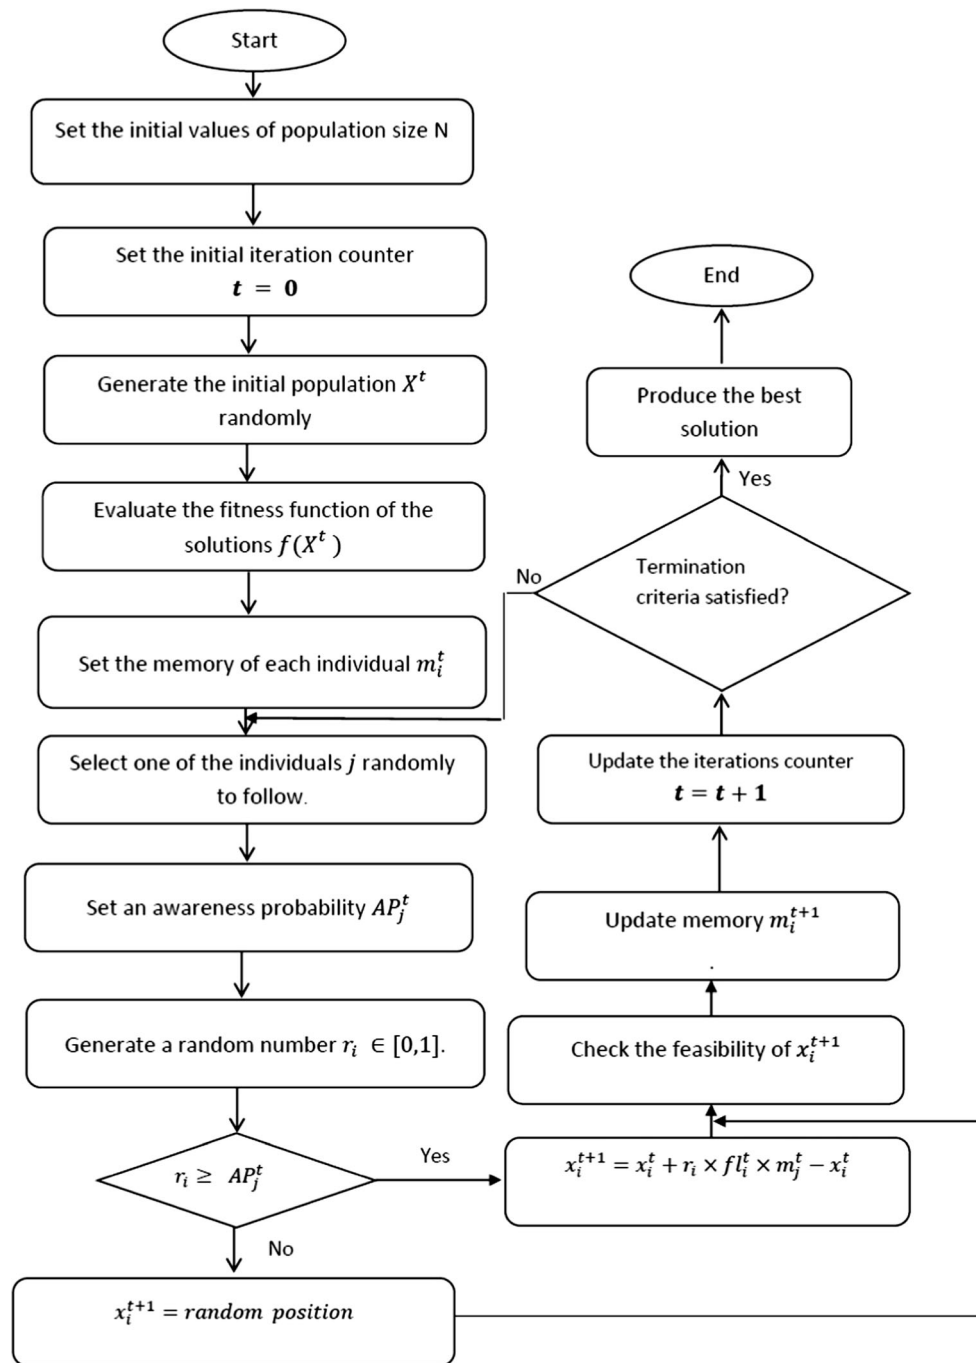 Start
Set the initial values of population size N
Set the initial iteration counter
t = 0
Generate the initial population X^t
randomly
Evaluate the fitness function of the
solutions f(X^t )
Set the memory of each individual m_i^t
Select one of the individuals j randomly
to follow.
Set an awareness probability AP_j^t
Generate a random number r_i ∈ [0,1].
r_i ≥ AP_j^t
Yes
No
x_i^{t+1} = random position
x_i^{t+1} = x_i^t + r_i × fl_i^t × m_j^t − x_i^t
Check the feasibility of x_i^{t+1}
Update memory m_i^{t+1}
.
Update the iterations counter
t = t + 1
Termination
criteria satisfied?
No
Yes
Produce the best
solution
End